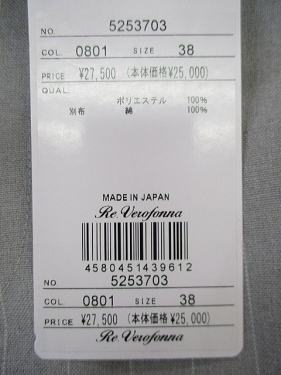 NO. 5253703
COL. 0801 SIZE 38
PRICE ¥27,500 (本体価格¥25,000)
QUAL.
ポリエステル 100%
別布 綿 100%
MADE IN JAPAN
Re.Verofonna
4580451439612
NO. 5253703
COL. 0801 SIZE 38
PRICE ¥27,500 (本体価格¥25,000)
Re.Verofonna